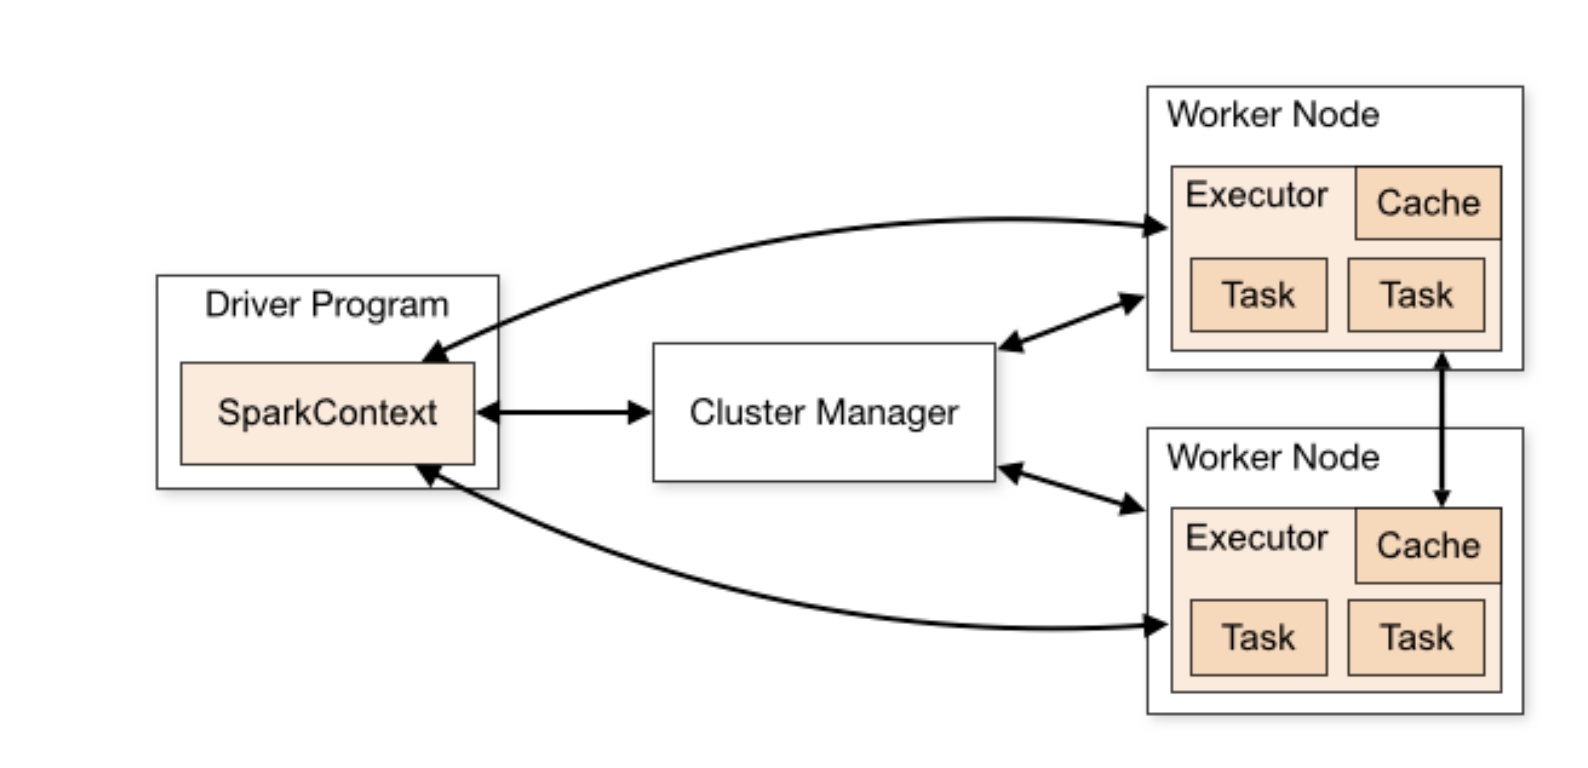 Driver Program
SparkContext
Cluster Manager
Worker Node
Executor
Cache
Task
Task
Worker Node
Executor
Cache
Task
Task